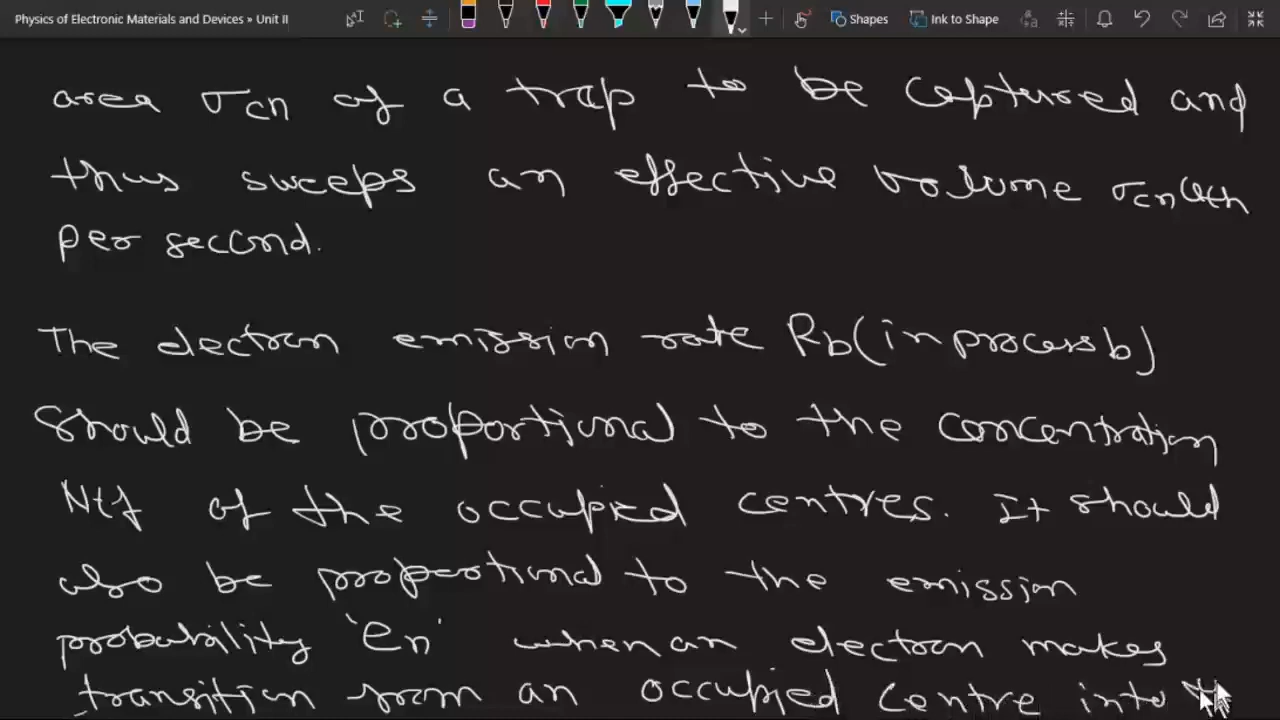 Physics of Electronic Materials and Devices » Unit II
Shapes
Ink to Shape
area σcn of a trap to be captured and
thus sweeps an effective volume σcn υth
per second.
The electron emission rate Rb (in process b)
should be proportional to the concentration
Ntf of the occupied centres. It should
also be proportional to the emission
probability 'en' when an electron makes
transition from an occupied centre into